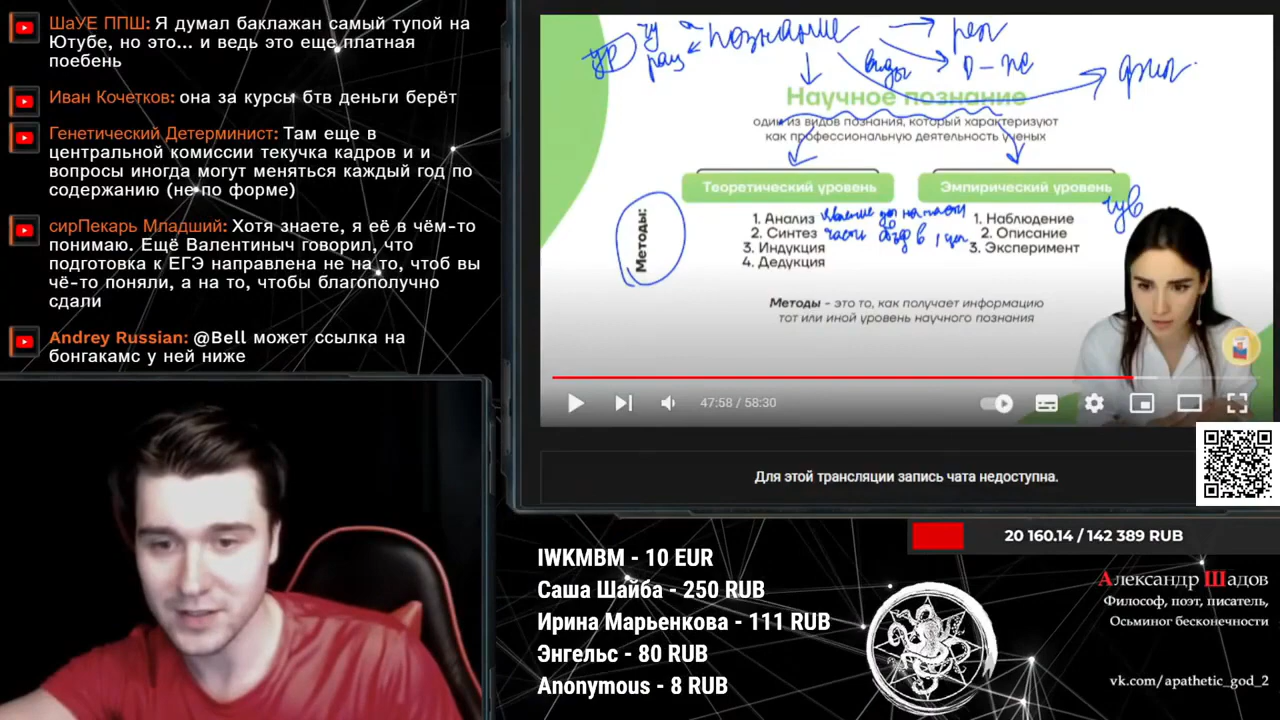 ШаУЕ ППШ: Я думал баклажан самый тупой на
Ютубе, но это... и ведь это еще платная
поебень
Иван Кочетков: она за курсы бтв деньги берёт
Генетический Детерминист: Там еще в
центральной комиссии текучка кадров и и
вопросы иногда могут меняться каждый год по
содержанию (не по форме)
сирПекарь Младший: Хотя знаете, я её в чём-то
понимаю. Ещё Валентиныч говорил, что
подготовка к ЕГЭ направлена не на то, чтоб вы
чё-то поняли, а на то, чтобы благополучно
сдали
Andrey Russian: @Bell может ссылка на
бонгакамс у ней ниже
чу
рац
познание
рел
виды
Научное познание
один из видов познания, который характеризуют
как профессиональную деятельность ученых
Теоретический уровень
Эмпирический уровень
чув
Методы:
1. Анализ
2. Синтез части
3. Индукция
4. Дедукция
1. Наблюдение
2. Описание
3. Эксперимент
Методы - это то, как получает информацию
тот или иной уровень научного познания
47:58 / 58:30
Для этой трансляции запись чата недоступна.
20 160.14 / 142 389 RUB
IWKMBM - 10 EUR
Саша Шайба - 250 RUB
Ирина Марьенкова - 111 RUB
Энгельс - 80 RUB
Anonymous - 8 RUB
Александр Шадов
Философ, поэт, писатель,
Осьминог бесконечности
vk.com/apathetic_god_2